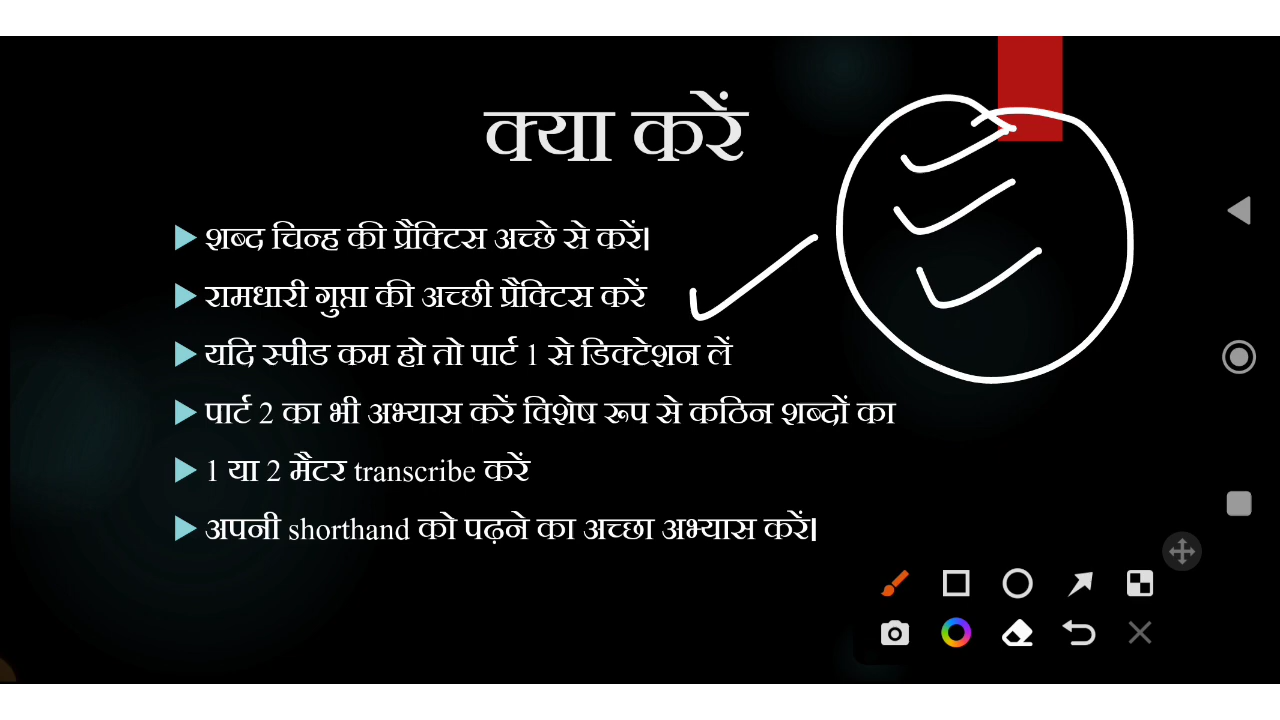 क्या करें
शब्द चिन्ह की प्रैक्टिस अच्छे से करें।
रामधारी गुप्ता की अच्छी प्रैक्टिस करें
यदि स्पीड कम हो तो पार्ट 1 से डिक्टेशन लें
पार्ट 2 का भी अभ्यास करें विशेष रूप से कठिन शब्दों का
1 या 2 मैटर transcribe करें
अपनी shorthand को पढ़ने का अच्छा अभ्यास करें।